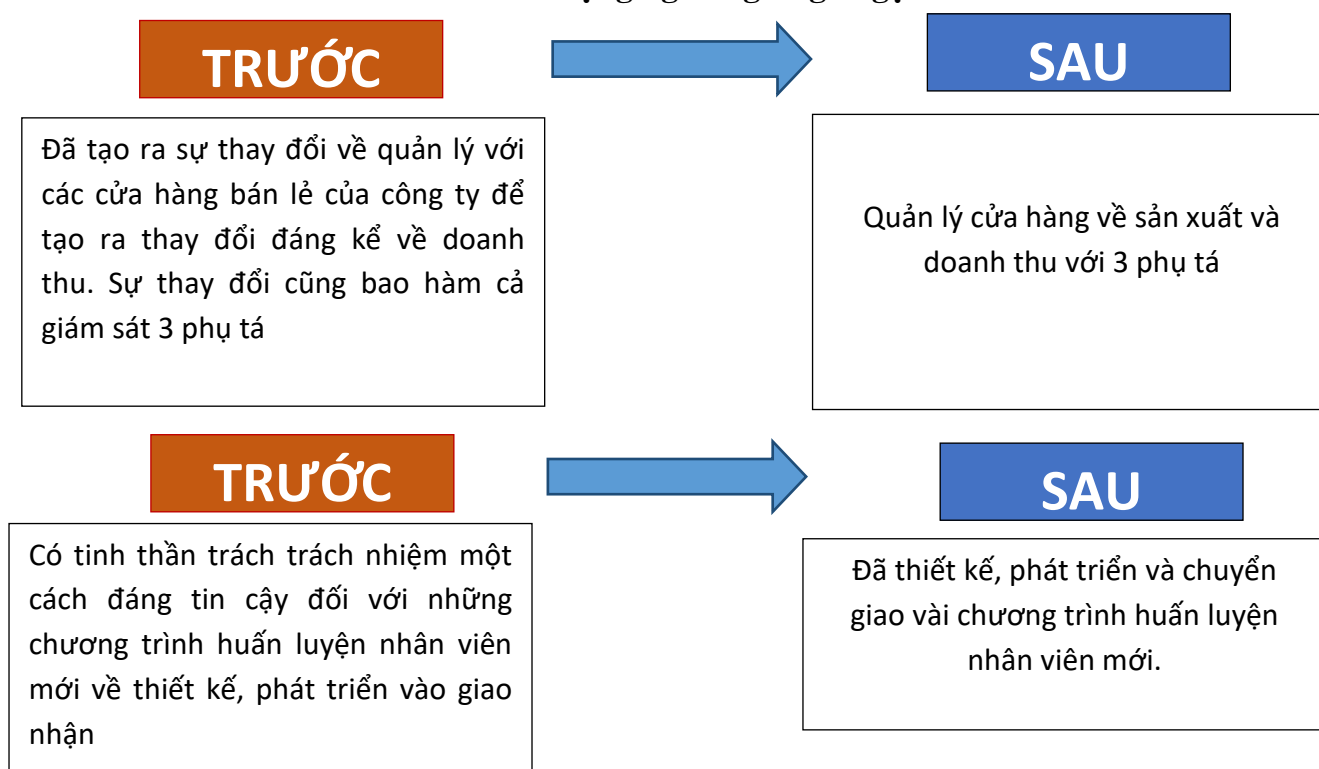 TRƯỚC
SAU
Đã tạo ra sự thay đổi về quản lý với
các cửa hàng bán lẻ của công ty để
tạo ra thay đổi đáng kể về doanh
thu. Sự thay đổi cũng bao hàm cả
giám sát 3 phụ tá
Quản lý cửa hàng về sản xuất và
doanh thu với 3 phụ tá
TRƯỚC
SAU
Có tinh thần trách trách nhiệm một
cách đáng tin cậy đối với những
chương trình huấn luyện nhân viên
mới về thiết kế, phát triển vào giao
nhận
Đã thiết kế, phát triển và chuyển
giao vài chương trình huấn luyện
nhân viên mới.